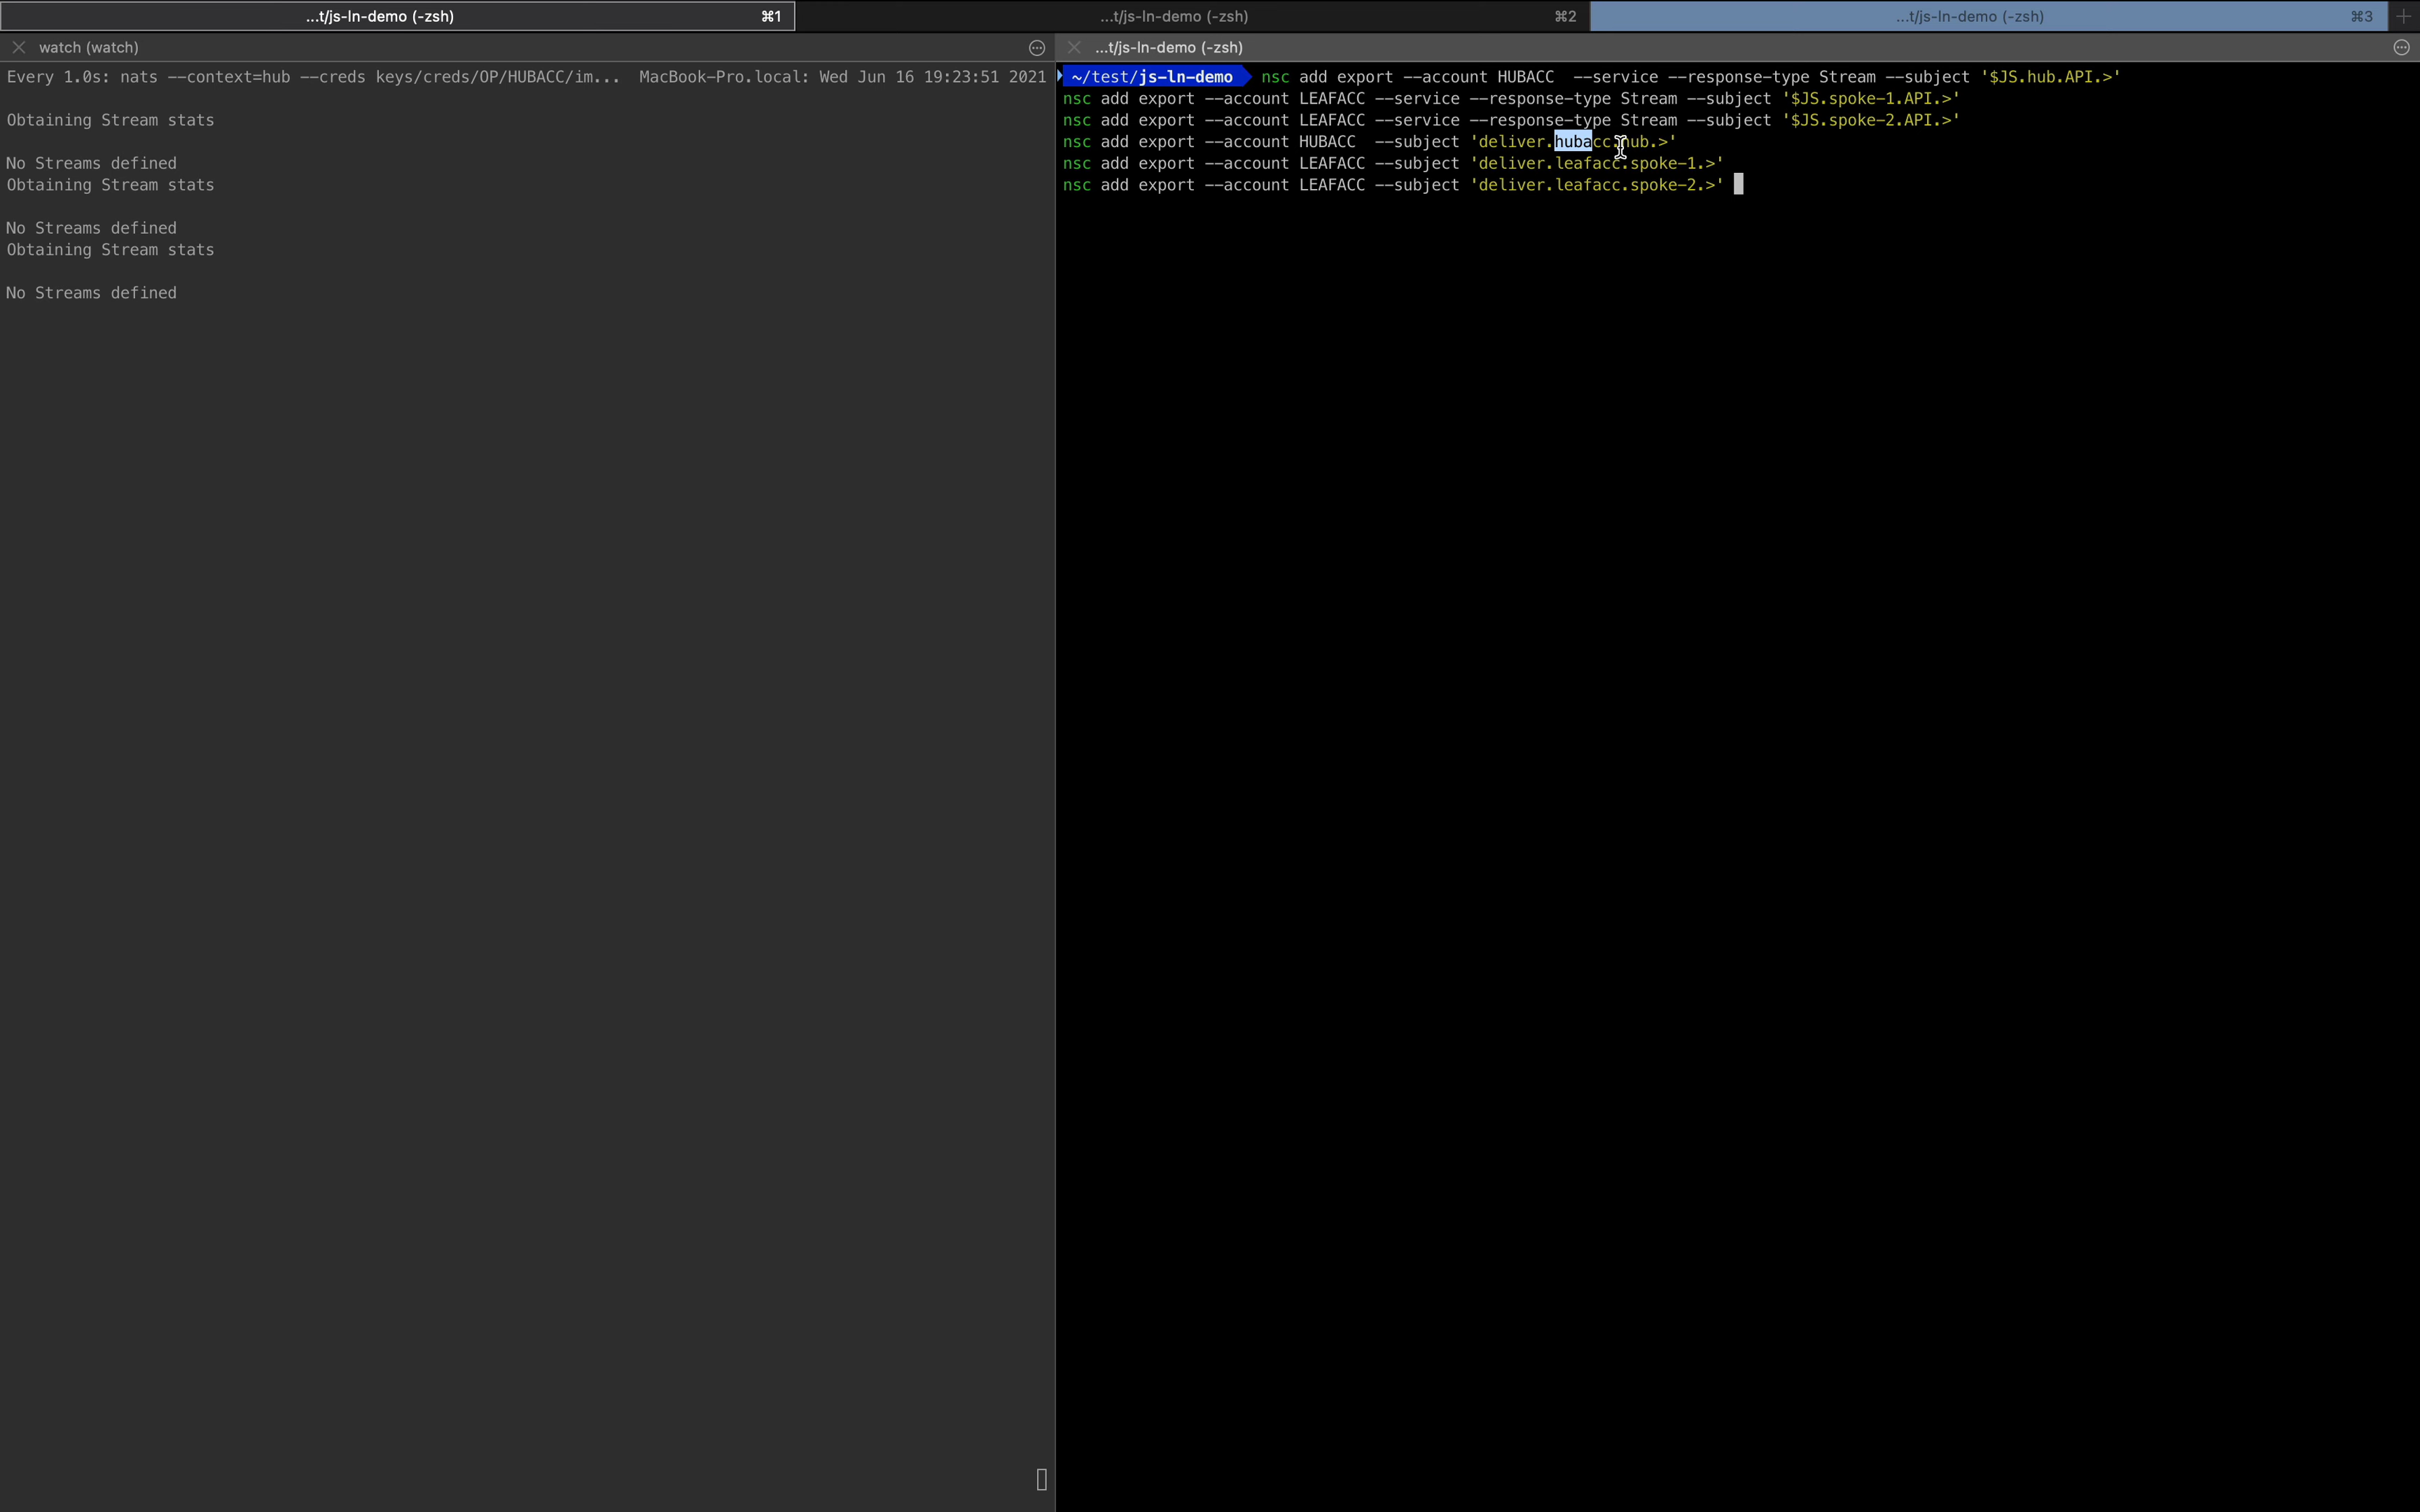 ...t/js-ln-demo (-zsh) ⌘1 ...t/js-ln-demo (-zsh) ⌘2 ...t/js-ln-demo (-zsh) ⌘3
watch (watch)
Every 1.0s: nats --context=hub --creds keys/creds/OP/HUBACC/im... MacBook-Pro.local: Wed Jun 16 19:23:51 2021
Obtaining Stream stats
No Streams defined
Obtaining Stream stats
No Streams defined
Obtaining Stream stats
No Streams defined
...t/js-ln-demo (-zsh)
~/test/js-ln-demo nsc add export --account HUBACC --service --response-type Stream --subject '$JS.hub.API.>'
nsc add export --account LEAFACC --service --response-type Stream --subject '$JS.spoke-1.API.>'
nsc add export --account LEAFACC --service --response-type Stream --subject '$JS.spoke-2.API.>'
nsc add export --account HUBACC --subject 'deliver.hubacc.hub.>'
nsc add export --account LEAFACC --subject 'deliver.leafacc.spoke-1.>'
nsc add export --account LEAFACC --subject 'deliver.leafacc.spoke-2.>'